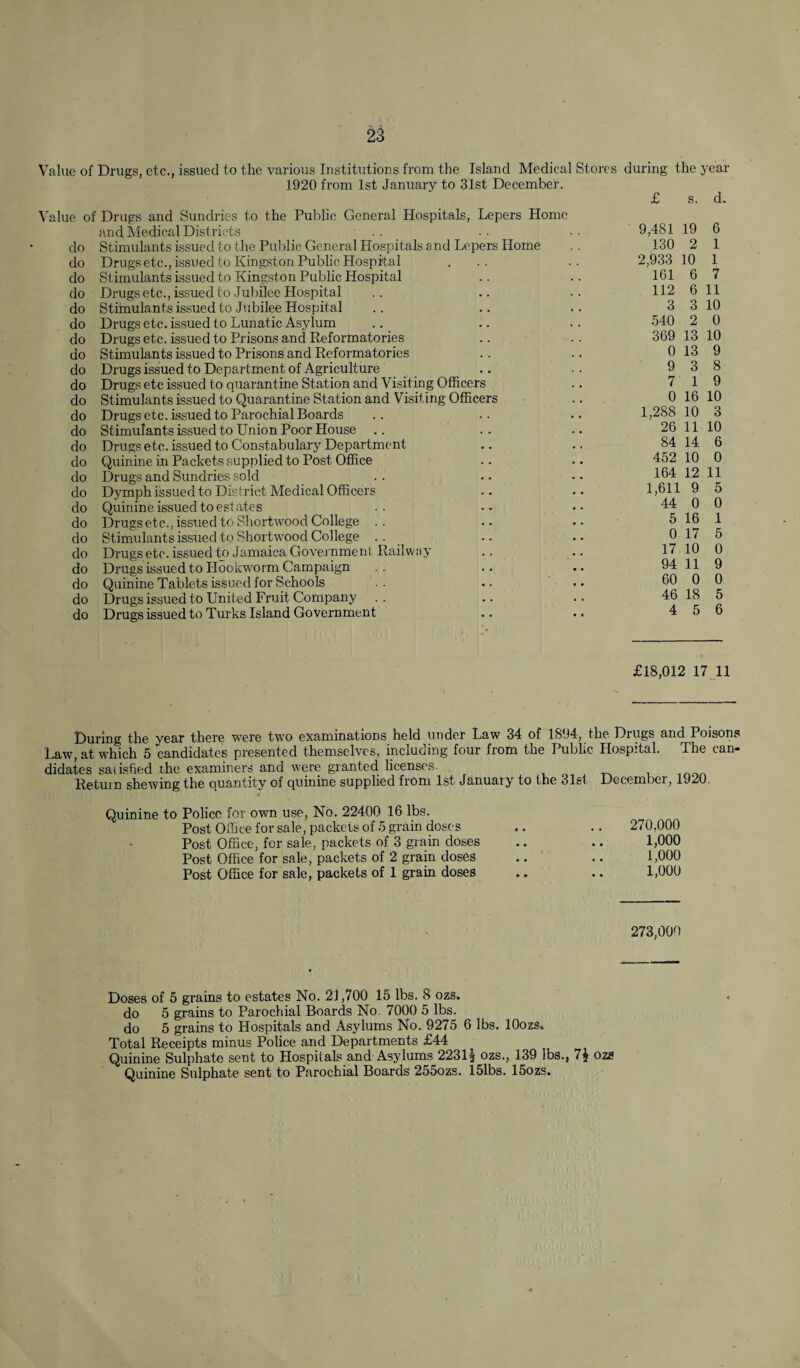 23
Value of Drugs, etc., issued to the various Institutions from the Island Medical Stores during the year
1920 from 1st January to 31st December.
£ s. d.
Value of Drugs and Sundries to the Public General Hospitals, Lepers Home
and Medical Districts .. .. .. 9,481 19 6
do Stimulants issued to the Public General Hospitals and Lepers Home .. 130 2 1
do Drugs etc., issued to Kingston Public Hospital . .. .. 2,933 10 1
do Stimulants issued to Kingston Public Hospital .. .. 161 6 7
do Drugs etc., issued to Jubilee Hospital .. .. .. 112 6 11
do Stimulants issued to Jubilee Hospital .. .. .. 3 3 10
do Drugs etc. issued to Lunatic Asylum .. .. .. 540 2 0
do Drugs etc. issued to Prisons and Reformatories .. .. 369 13 10
do Stimulants issued to Prisons and Reformatories .. .. 0 13 9
do Drugs issued to Department of Agriculture .. .. 9 3 8
do Drugs etc issued to quarantine Station and Visiting Officers .. 7 1 9
do Stimulants issued to Quarantine Station and Visiting Officers .. 0 16 10
do Drugs etc. issued to Parochial Boards .. .. .. 1,288 10 3
do Stimulants issued to Union Poor House .. .. .. 26 11 10
do Drugs etc. issued to Constabulary Department .. .. 84 14 6
do Quinine in Packets supplied to Post Office .. .. 452 10 0
do Drugs and Sundries sold .. .. .. 164 12 11
do Dymph issued to District Medical Officers .. .. 1,611 9 5
do Quinine issued to estates .. .. .. 44 0 0
do Drugs etc., issued to Shortwood College .. .. .. 5 16 1
do Stimulants issued to Shortwood College .. .. .. 0 17 5
do Drugs etc. issued to Jamaica Government Railway .. .. 17 10 0
do Drugs issued to Hookworm Campaign .. .. .. 94 11 9
do Quinine Tablets issued for Schools .. .. .. 60 0 0
do Drugs issued to United Fruit Company .. .. .. 46 18 5
do Drugs issued to Turks Island Government .. .. 4 5 6
£18,012 17 11
During the year there were two examinations held under Law 34 of 1894, the Drugs and Poisons
Law, at which 5 candidates presented themselves, including four from the Public Hospital. The can-
didates satisfied the examiners and were granted licenses.
Return shewing the quantity of quinine supplied from 1st January to the 31st December, 1920.
Quinine to Police for own use, No. 22400 16 lbs.
Post Office for sale, packets of 5 grain doses .. .. 270,000
Post Office, for sale, packets of 3 grain doses .. .. 1,000
Post Office for sale, packets of 2 grain doses .. .. 1,000
Post Office for sale, packets of 1 grain doses .. .. 1,000
273,000
Doses of 5 grains to estates No. 21,700 15 lbs. 8 ozs.
do 5 grains to Parochial Boards No. 7000 5 lbs.
do 5 grains to Hospitals and Asylums No. 9275 6 lbs. 10ozs.
Total Receipts minus Police and Departments £44
Quinine Sulphate sent to Hospitals and Asylums 2231½ ozs., 139 lbs., 7½ ozs
Quinine Sulphate sent to Parochial Boards 255ozs. 15lbs. 15ozs.